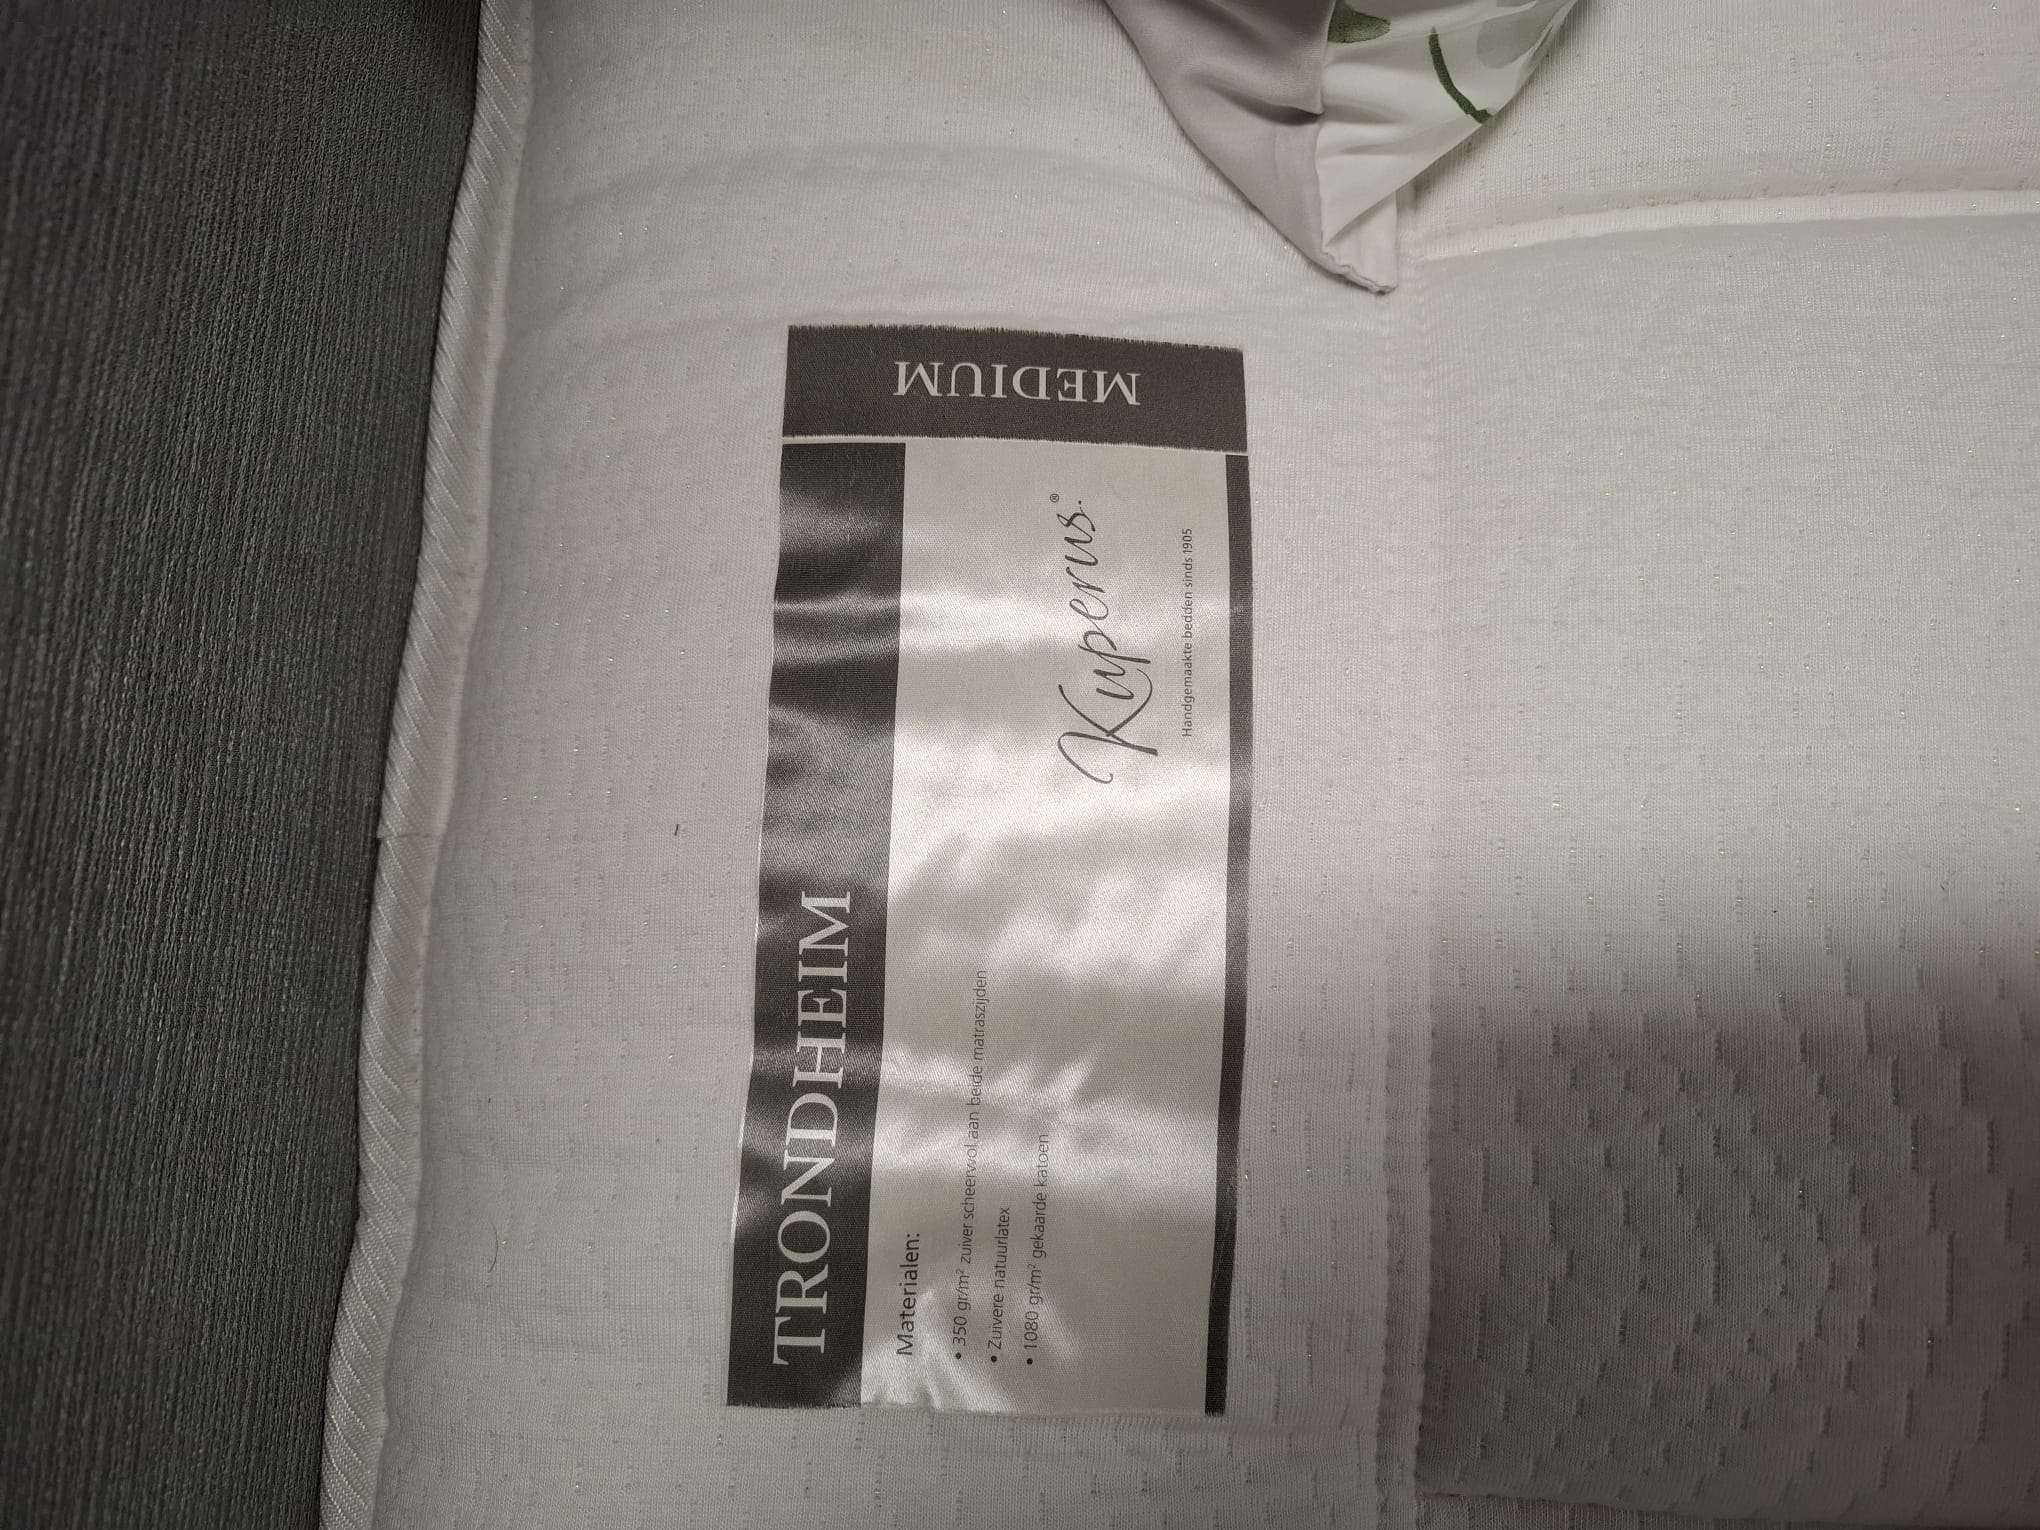 TRONDHEIM
Materialen:
• 350 gr/m² zuiver scheerwol aan beide matraszijden
• Zuivere natuurlatex
• 1080 gr/m² gekaarde katoen
Kuperus.®
Handgemaakte bedden sinds 1905
MEDIUM